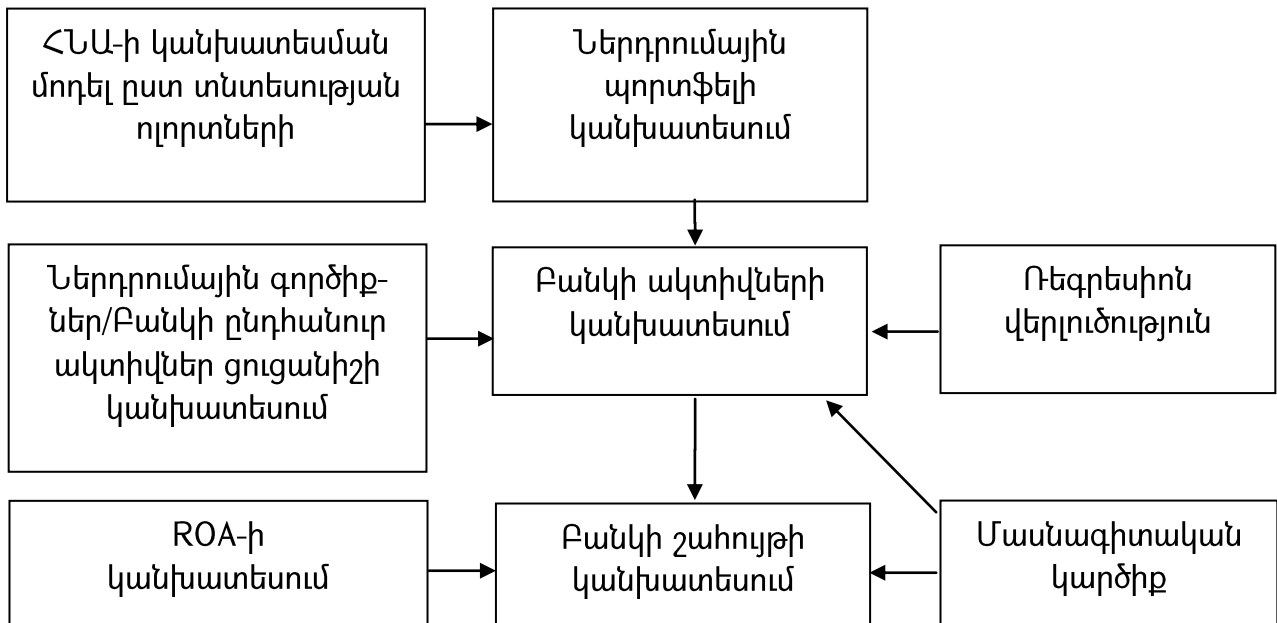 ՀՆԱ-ի կանխատեսման
մոդել ըստ տնտեսության
ոլորտների
Ներդրումային
պորտֆելի
կանխատեսում
Ներդրումային գործիք-
ներ/Բանկի ընդհանուր
ակտիվներ ցուցանիշի
կանխատեսում
Բանկի ակտիվների
կանխատեսում
Ռեգրեսիոն
վերլուծություն
ROA-ի
կանխատեսում
Բանկի շահույթի
կանխատեսում
Մասնագիտական
կարծիք